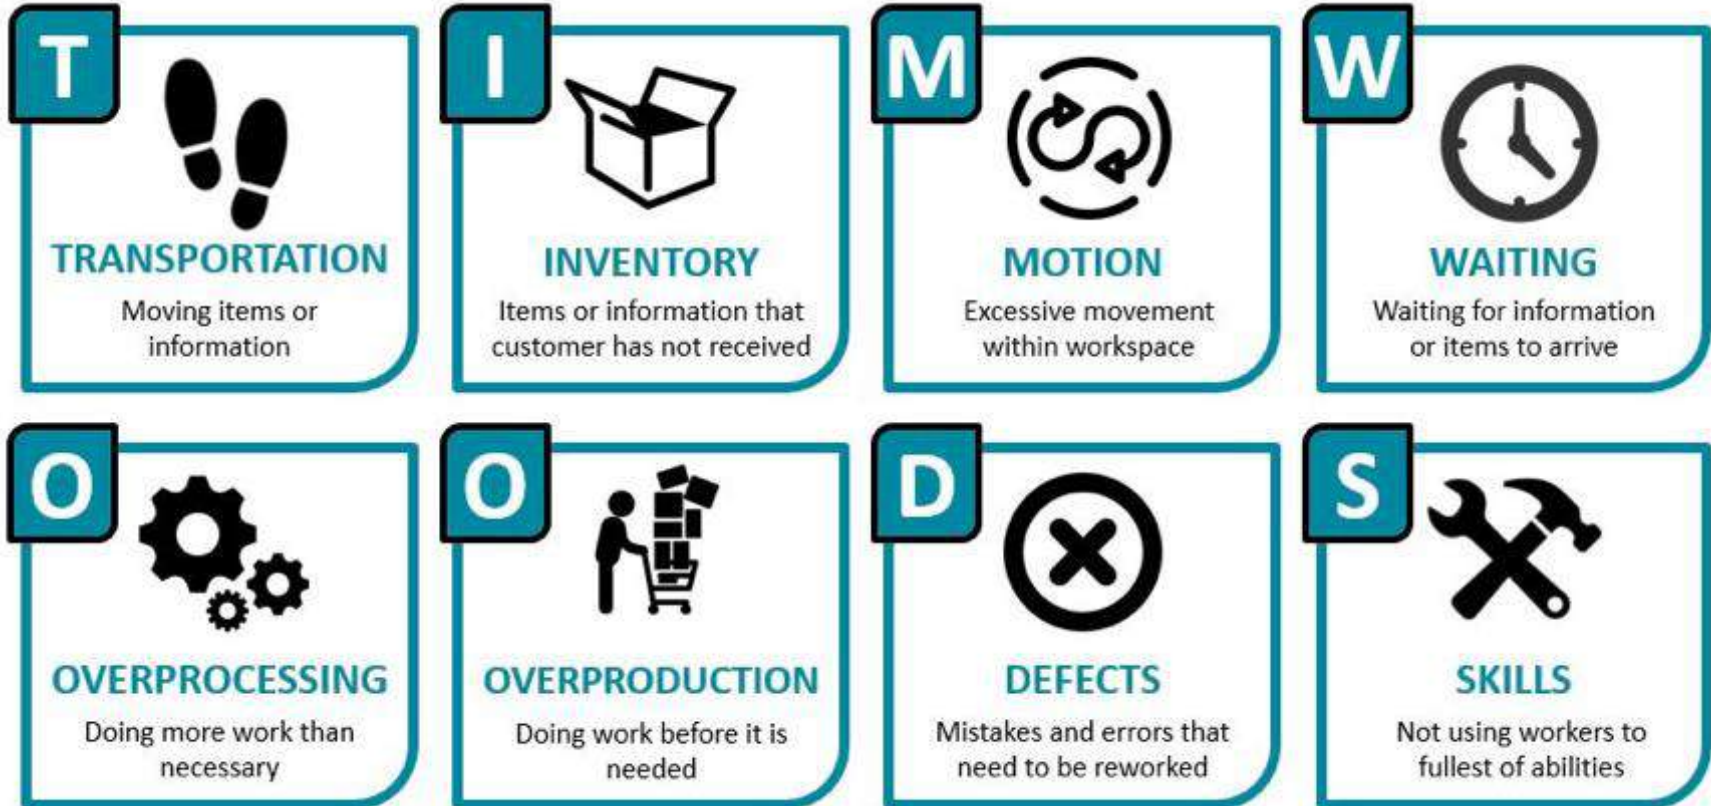 T
TRANSPORTATION
Moving items or
information
I
INVENTORY
Items or information that
customer has not received
M
MOTION
Excessive movement
within workspace
W
WAITING
Waiting for information
or items to arrive
O
OVERPROCESSING
Doing more work than
necessary
O
OVERPRODUCTION
Doing work before it is
needed
D
DEFECTS
Mistakes and errors that
need to be reworked
S
SKILLS
Not using workers to
fullest of abilities